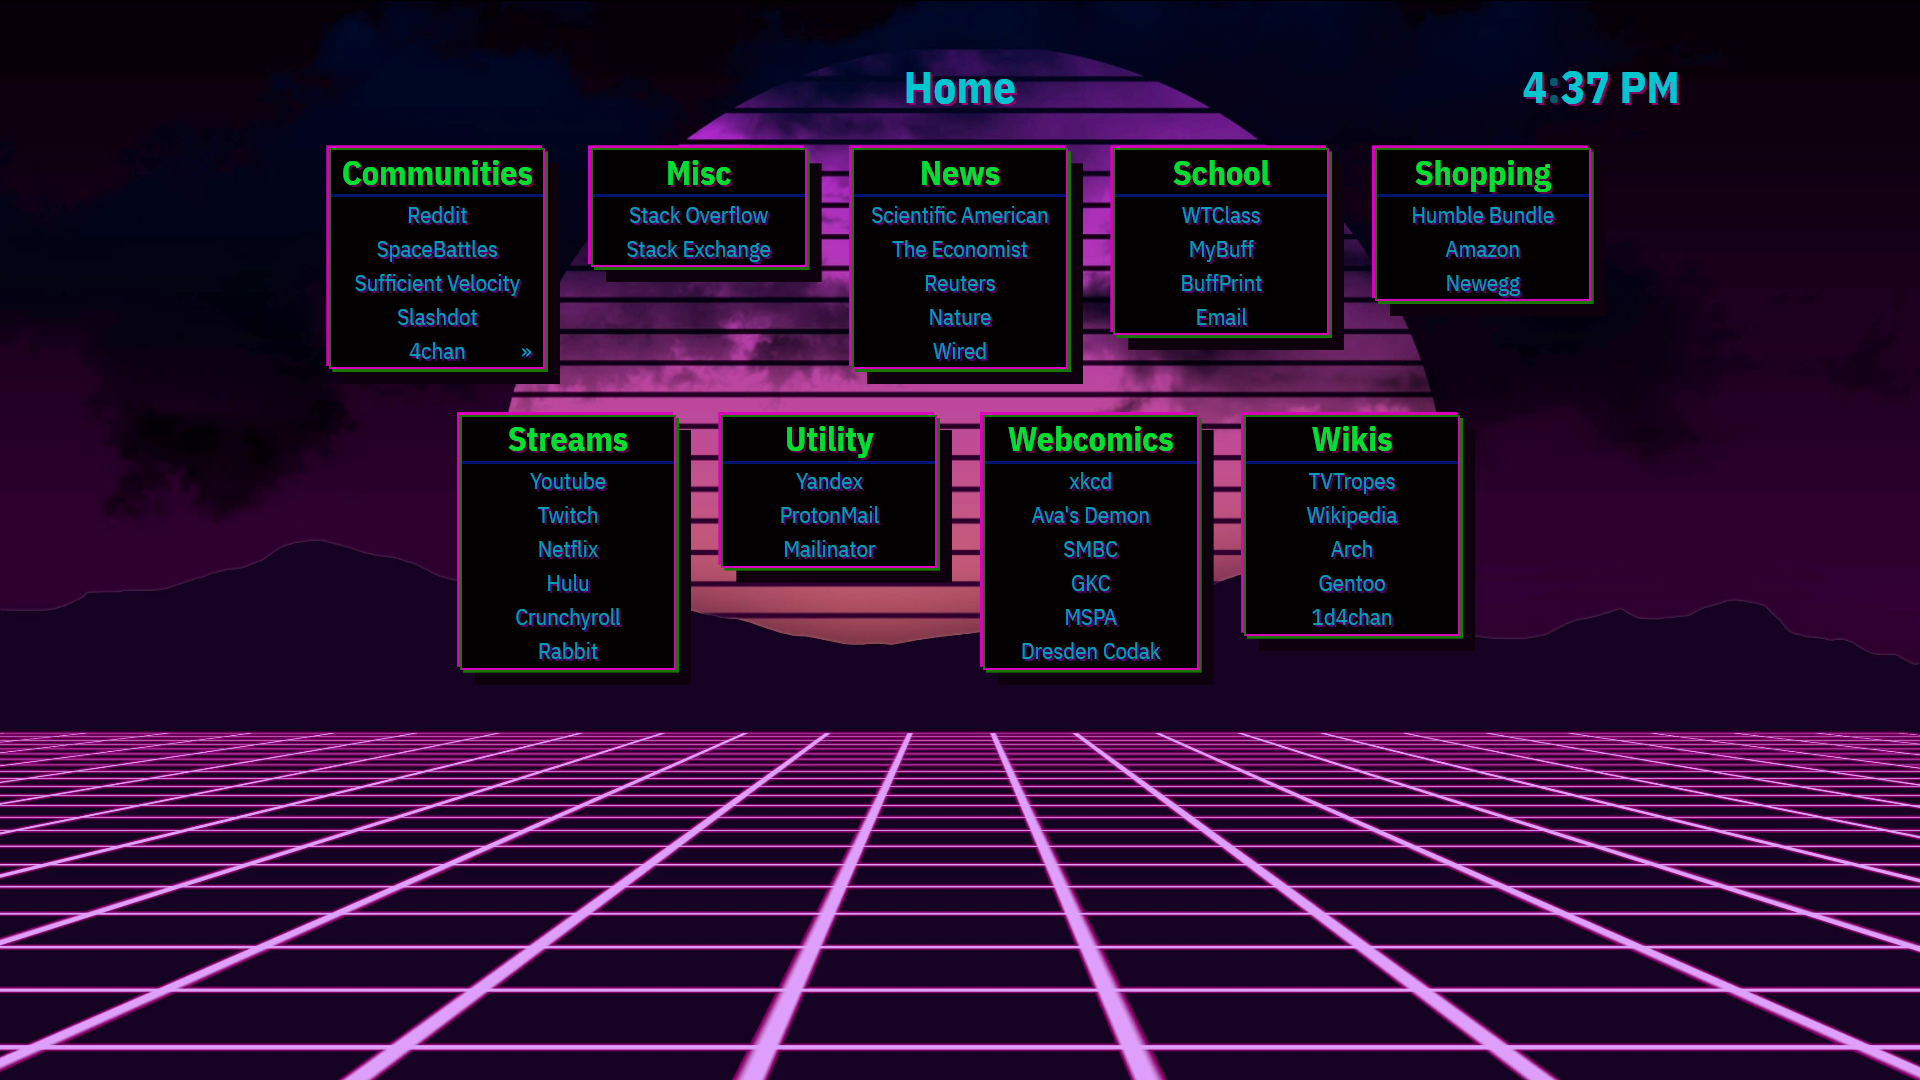 Home
4:37 PM
Communities
Reddit
SpaceBattles
Sufficient Velocity
Slashdot
4chan »
Misc
Stack Overflow
Stack Exchange
News
Scientific American
The Economist
Reuters
Nature
Wired
School
WTClass
MyBuff
BuffPrint
Email
Shopping
Humble Bundle
Amazon
Newegg
Streams
Youtube
Twitch
Netflix
Hulu
Crunchyroll
Rabbit
Utility
Yandex
ProtonMail
Mailinator
Webcomics
xkcd
Ava's Demon
SMBC
GKC
MSPA
Dresden Codak
Wikis
TVTropes
Wikipedia
Arch
Gentoo
1d4chan